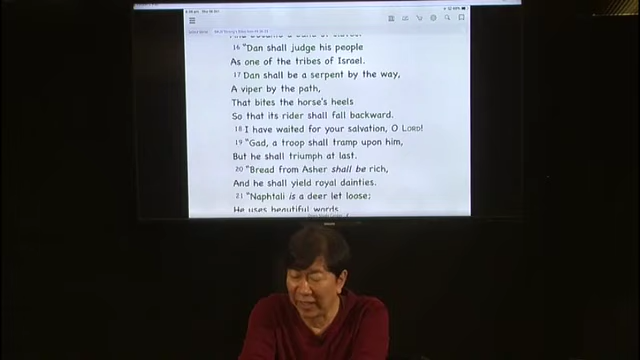 16 "Dan shall judge his people
As one of the tribes of Israel.
17 Dan shall be a serpent by the way,
A viper by the path,
That bites the horse's heels
So that its rider shall fall backward.
18 I have waited for your salvation, O LORD!
19 "Gad, a troop shall tramp upon him,
But he shall triumph at last.
20 "Bread from Asher shall be rich,
And he shall yield royal dainties.
21 "Naphtali is a deer let loose;
He uses beautiful words